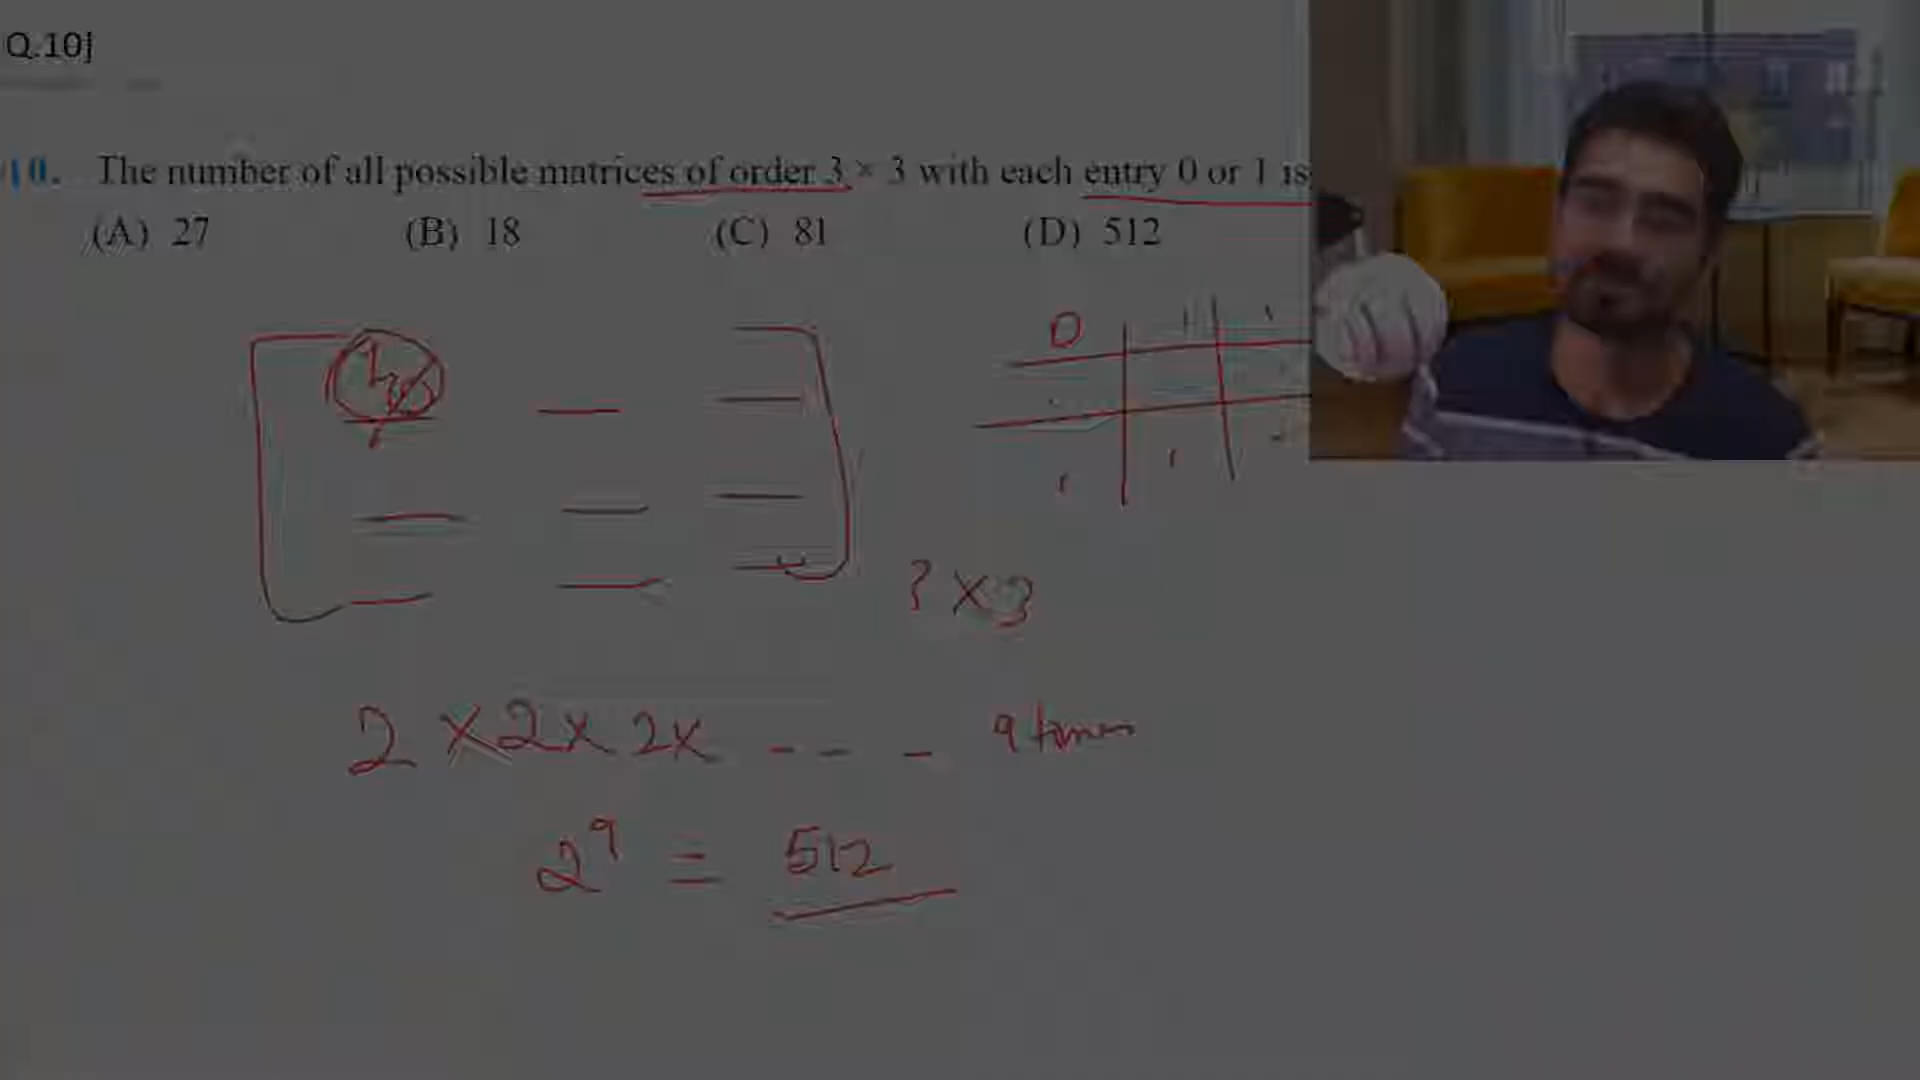 Q.10]
10. The number of all possible matrices of order 3 × 3 with each entry 0 or 1 is
(A) 27 (B) 18 (C) 81 (D) 512
0
3 × 3
2 × 2 × 2 × - - - 9 times
2⁹ = 512